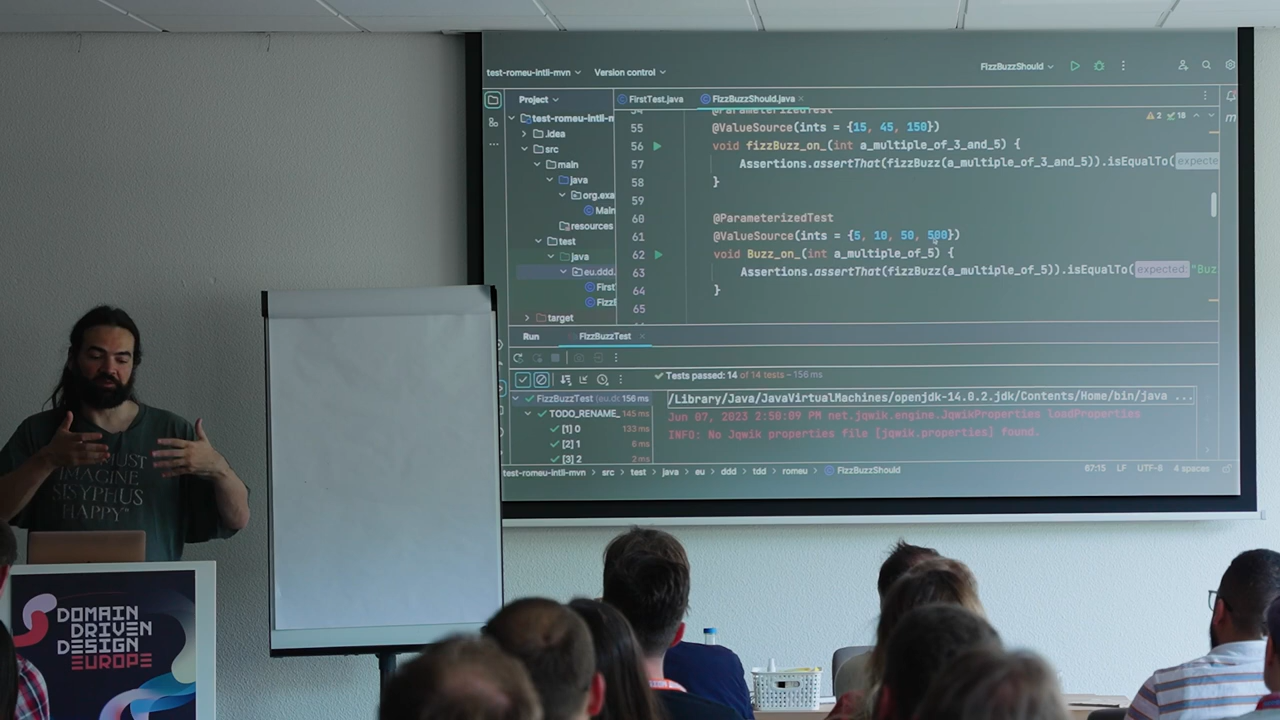 test-romeu-intli-mvn
Version control
FizzBuzzShould
Project
FirstTest.java
FizzBuzzShould.java
test-romeu-intli-n
.idea
src
main
java
org.exa
Main
resources
test
java
eu.ddd.
First
FizzB
target
2 18
55 @ValueSource(ints = {15, 45, 150})
56 void fizzBuzz_on_(int a_multiple_of_3_and_5) {
57 Assertions.assertThat(fizzBuzz(a_multiple_of_3_and_5)).isEqualTo( expecte
58 }
59
60 @ParameterizedTest
61 @ValueSource(ints = {5, 10, 50, 500})
62 void Buzz_on_(int a_multiple_of_5) {
63 Assertions.assertThat(fizzBuzz(a_multiple_of_5)).isEqualTo( expected: "Buz
64 }
65
Run
FizzBuzzTest
Tests passed: 14 of 14 tests – 156 ms
FizzBuzzTest (eu.d 156 ms
TODO_RENAME_ 145 ms
[1] 0 133 ms
[2] 1 6 ms
[3] 2 2 ms
/Library/Java/JavaVirtualMachines/openjdk-14.0.2.jdk/Contents/Home/bin/java ...
Jun 07, 2023 2:50:09 PM net.jqwik.engine.JqwikProperties loadProperties
INFO: No Jqwik properties file [jqwik.properties] found.
test-romeu-intli-mvn > src > test > java > eu > ddd > tdd > romeu > FizzBuzzShould
67:15 LF UTF-8 4 spaces
MUST
IMAGINE
SISYPHUS
HAPPY
DOMAIN
DRIVEN
DESIGN
EUROPE